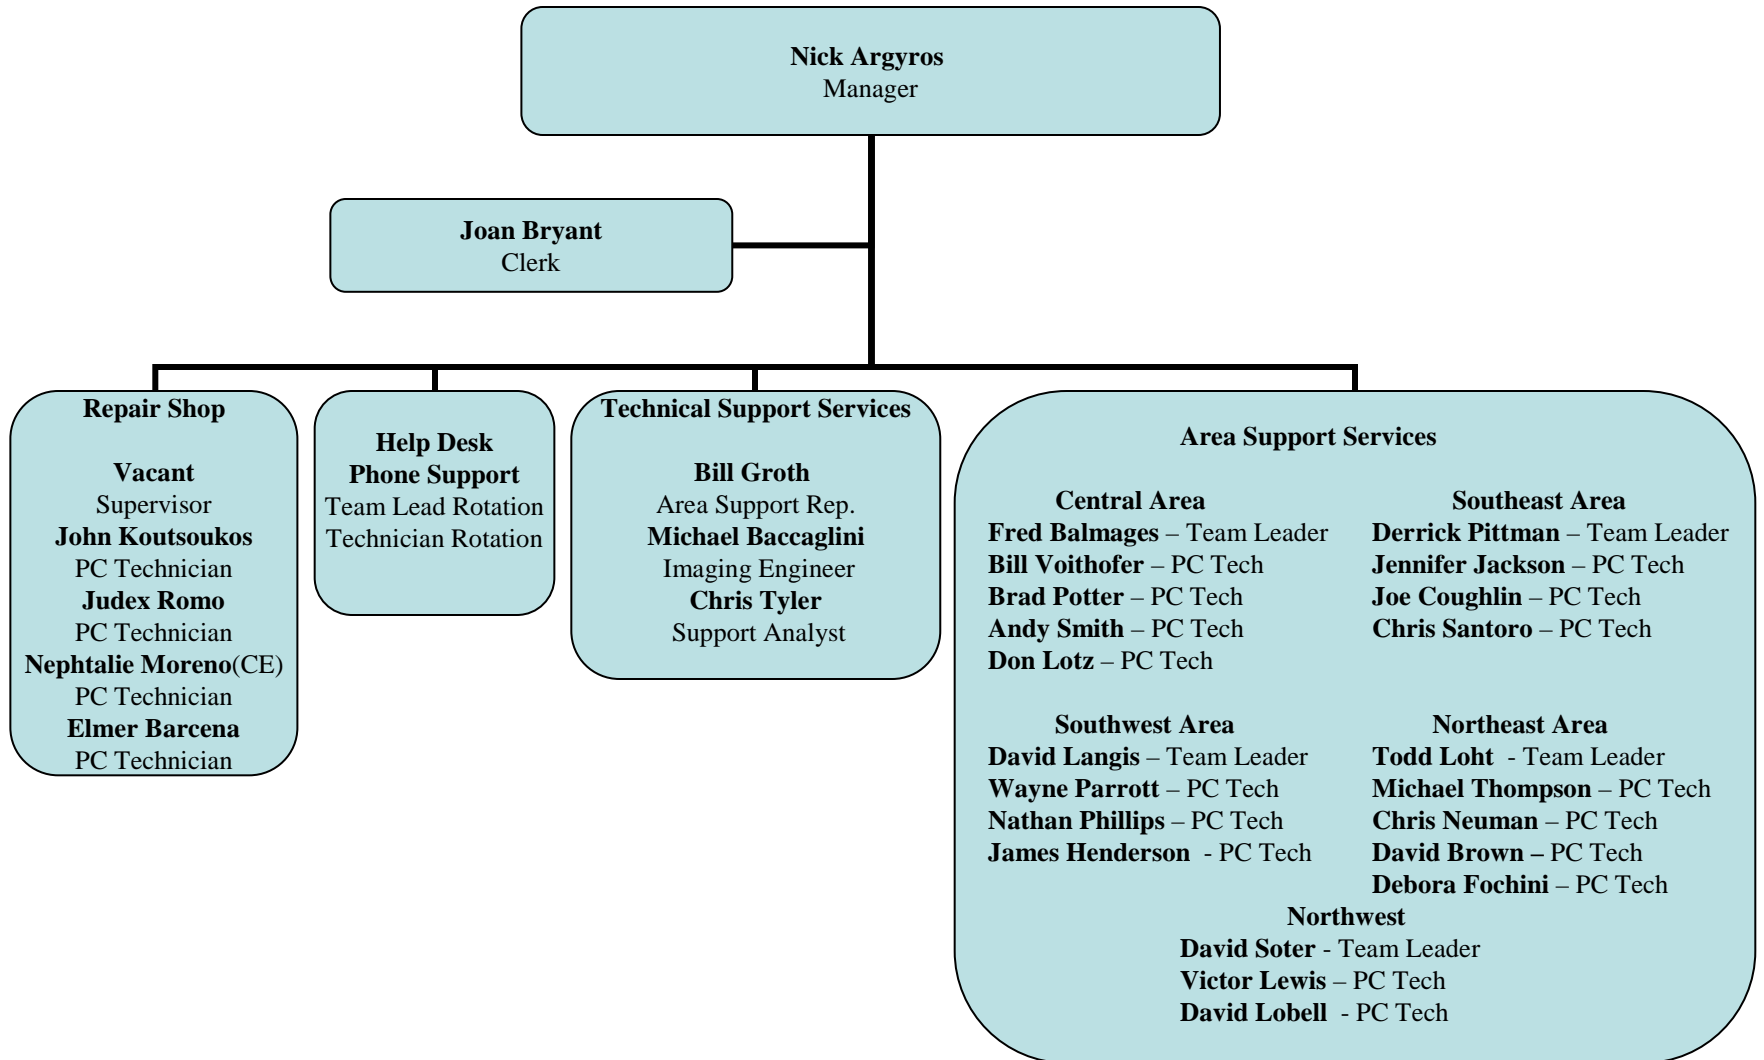 Nick Argyros
Manager
Joan Bryant
Clerk
Repair Shop
Vacant
Supervisor
John Koutsoukos
PC Technician
Judex Romo
PC Technician
Nephtalie Moreno(CE)
PC Technician
Elmer Barcena
PC Technician
Help Desk
Phone Support
Team Lead Rotation
Technician Rotation
Technical Support Services
Bill Groth
Area Support Rep.
Michael Baccaglini
Imaging Engineer
Chris Tyler
Support Analyst
Area Support Services
Central Area
Fred Balmages – Team Leader
Bill Voithofer – PC Tech
Brad Potter – PC Tech
Andy Smith – PC Tech
Don Lotz – PC Tech
Southeast Area
Derrick Pittman – Team Leader
Jennifer Jackson – PC Tech
Joe Coughlin – PC Tech
Chris Santoro – PC Tech
Southwest Area
David Langis – Team Leader
Wayne Parrott – PC Tech
Nathan Phillips – PC Tech
James Henderson  - PC Tech
Northeast Area
Todd Loht  - Team Leader
Michael Thompson – PC Tech
Chris Neuman – PC Tech
David Brown – PC Tech
Debora Fochini – PC Tech
Northwest
David Soter - Team Leader
Victor Lewis – PC Tech
David Lobell  - PC Tech